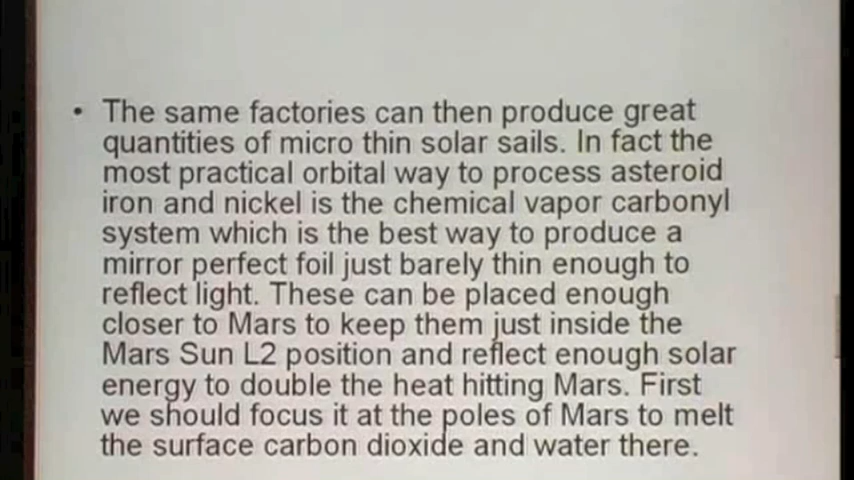 • The same factories can then produce great
quantities of micro thin solar sails. In fact the
most practical orbital way to process asteroid
iron and nickel is the chemical vapor carbonyl
system which is the best way to produce a
mirror perfect foil just barely thin enough to
reflect light. These can be placed enough
closer to Mars to keep them just inside the
Mars Sun L2 position and reflect enough solar
energy to double the heat hitting Mars. First
we should focus it at the poles of Mars to melt
the surface carbon dioxide and water there.